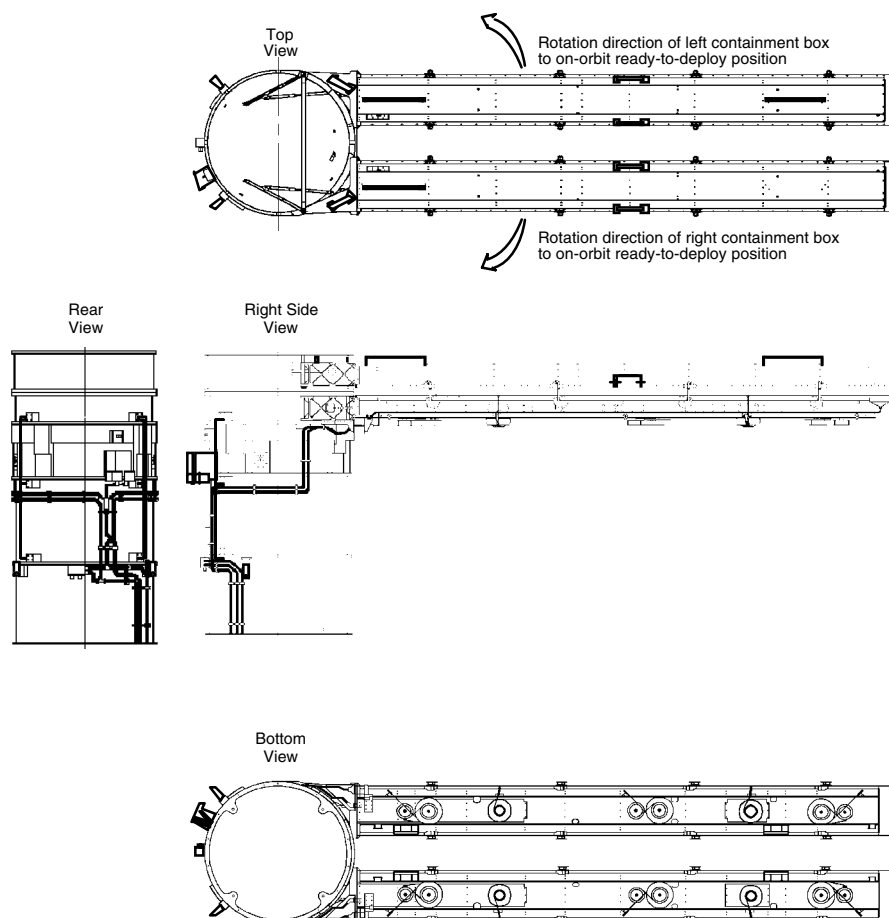 Top
View
Rotation direction of left containment box
to on-orbit ready-to-deploy position
Rotation direction of right containment box
to on-orbit ready-to-deploy position
Rear
View
Right Side
View
Bottom
View